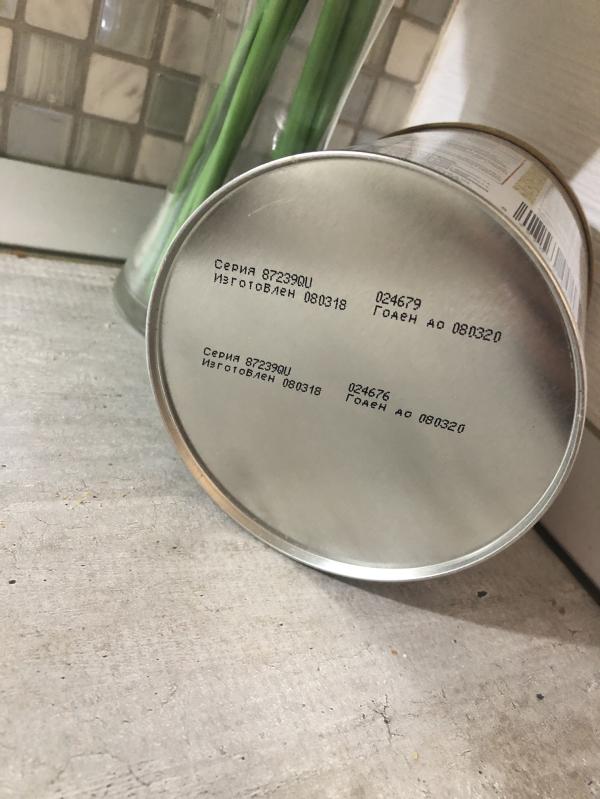 Серия 87239QU 024679
Изготовлен 080318 Годен до 080320
Серия 87239QU 024676
Изготовлен 080318 Годен до 080320